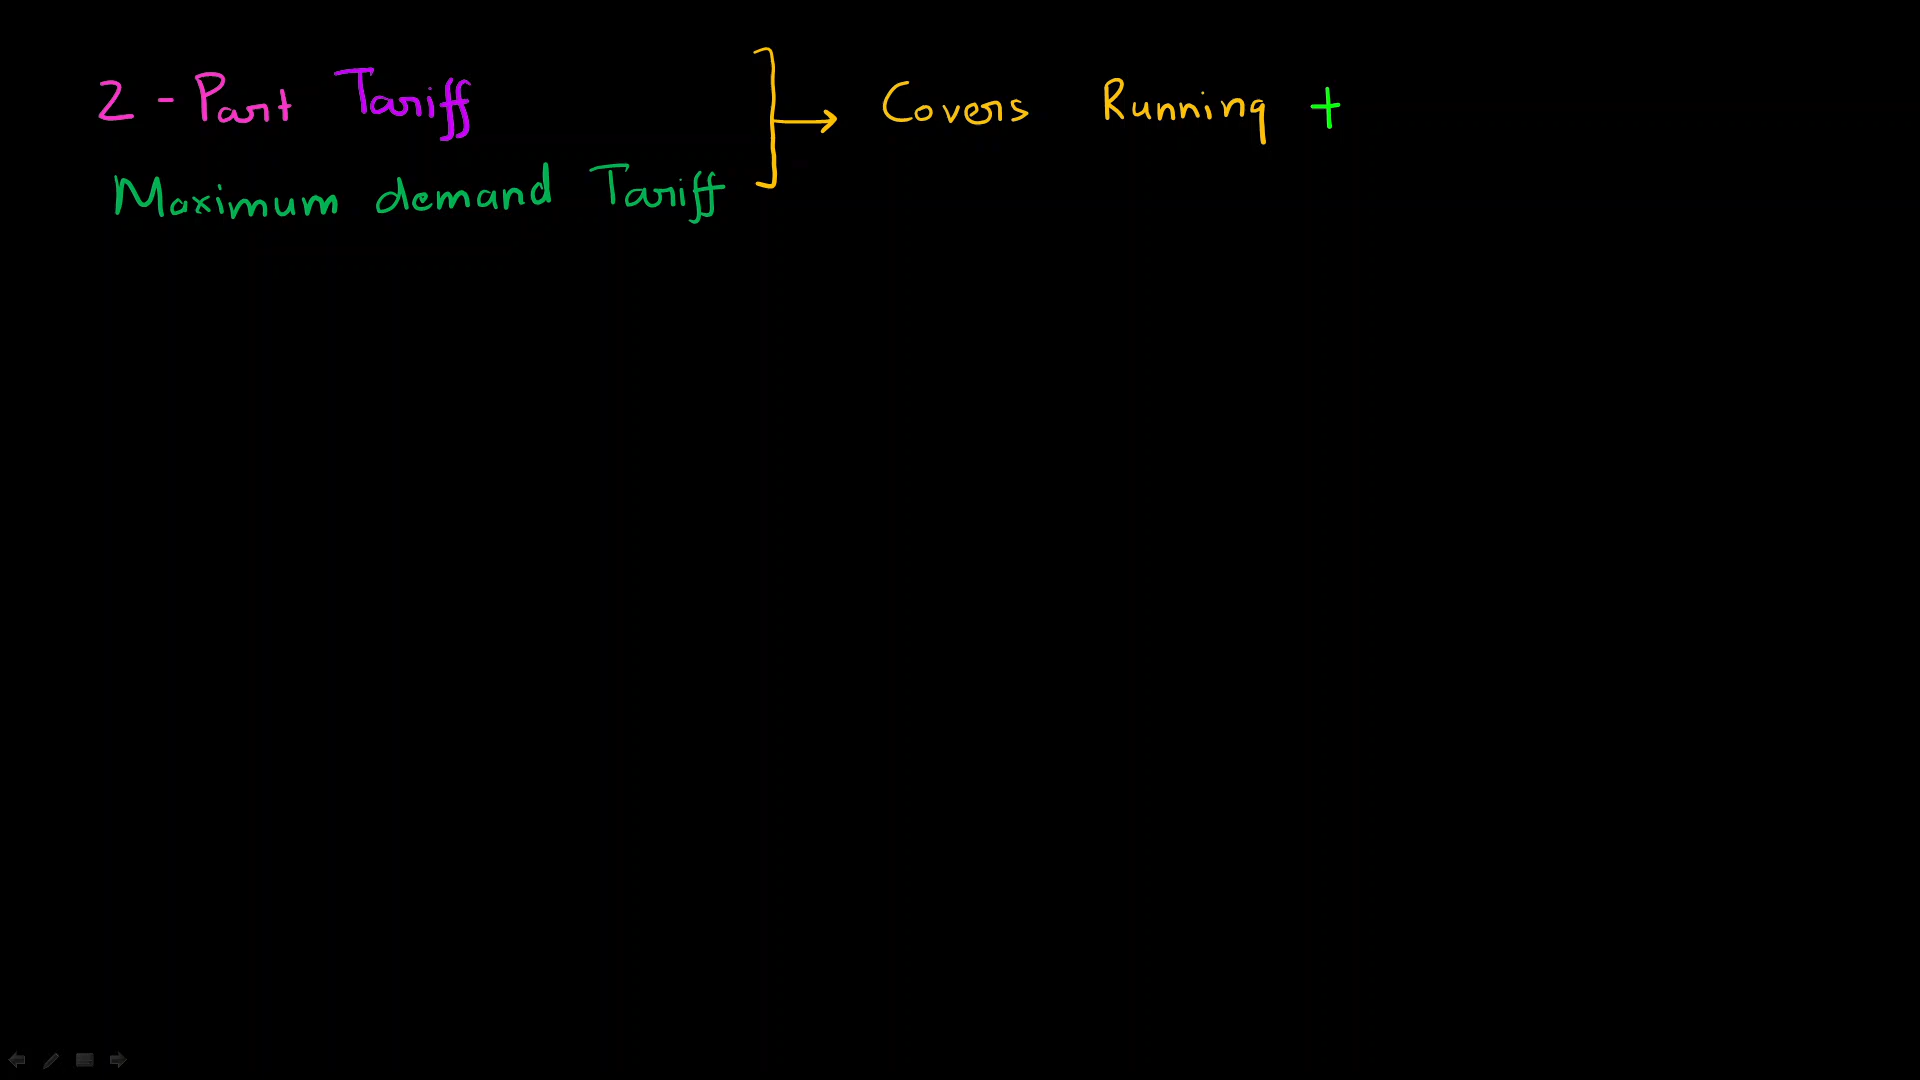 2 - Part Tariff
Maximum demand Tariff
Covers Running +